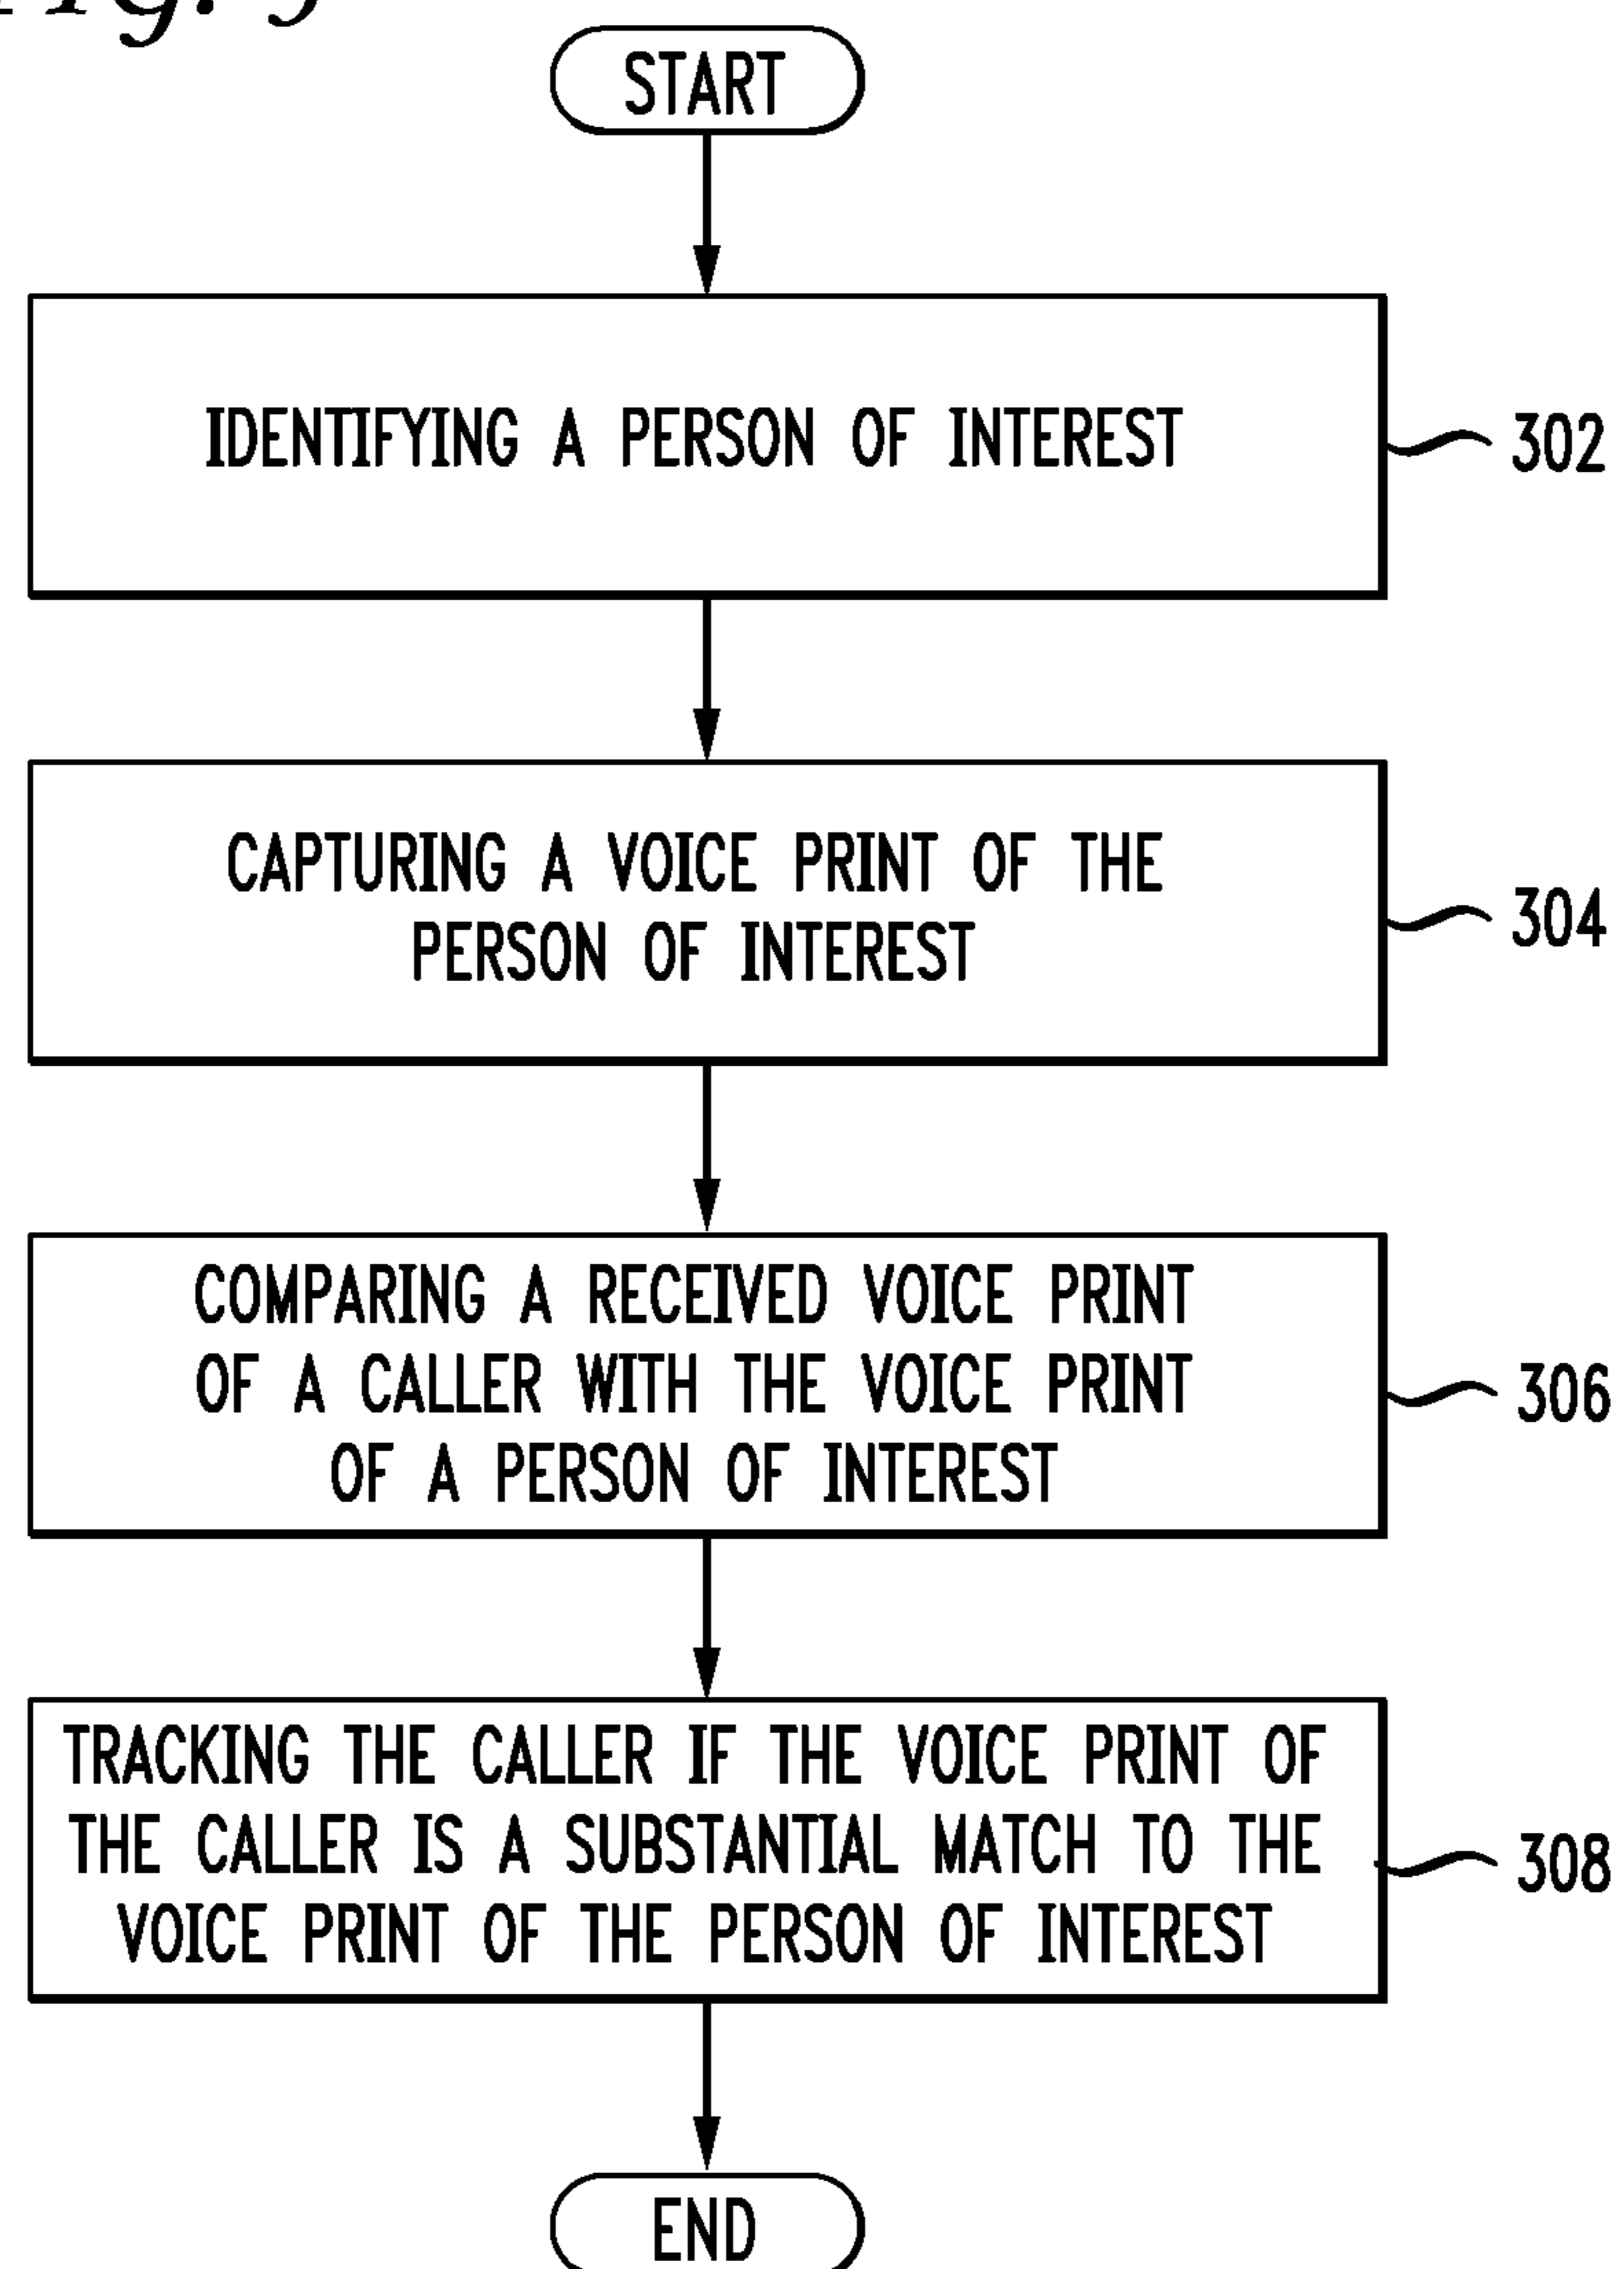 Fig. 3
START
IDENTIFYING A PERSON OF INTEREST
302
CAPTURING A VOICE PRINT OF THE
PERSON OF INTEREST
304
COMPARING A RECEIVED VOICE PRINT
OF A CALLER WITH THE VOICE PRINT
OF A PERSON OF INTEREST
306
TRACKING THE CALLER IF THE VOICE PRINT OF
THE CALLER IS A SUBSTANTIAL MATCH TO THE
VOICE PRINT OF THE PERSON OF INTEREST
308
END